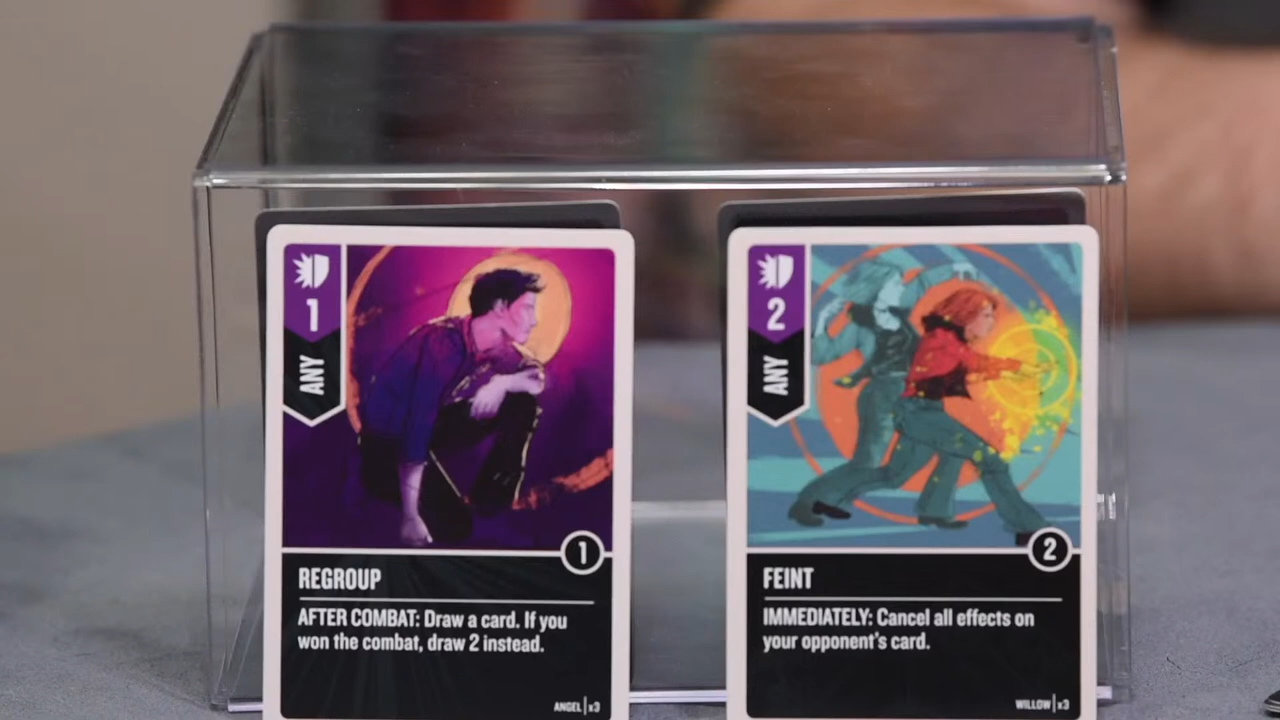 1
ANY
1
REGROUP
AFTER COMBAT: Draw a card. If you
won the combat, draw 2 instead.
ANGEL|x3
2
ANY
2
FEINT
IMMEDIATELY: Cancel all effects on
your opponent's card.
WILLOW|x3